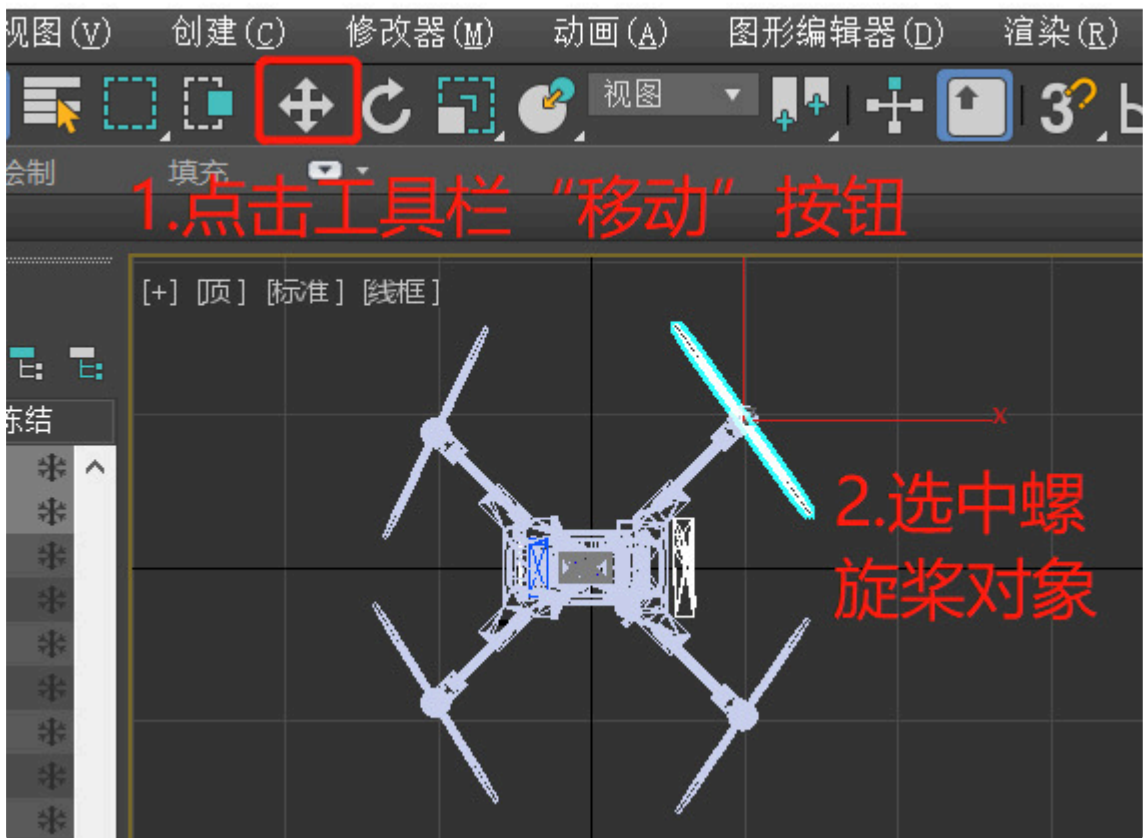 视图(V) 创建(C) 修改器(M) 动画(A) 图形编辑器(D) 渲染(R)
视图
3
绘制 填充
1.点击工具栏“移动”按钮
[+] [顶] [标准] [线框]
冻结
x
2.选中螺
旋桨对象